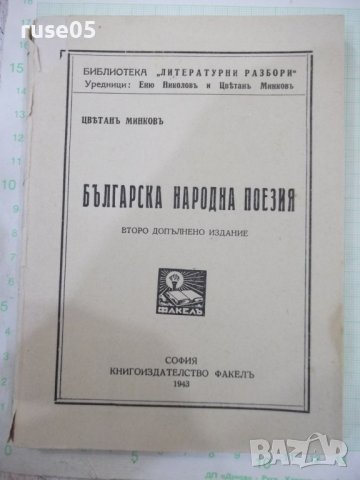 ruse05
БИБЛИОТЕКА „ЛИТЕРАТУРНИ РАЗБОРИ“
Уредници: Еню Николовъ и Цвѣтанъ Минковъ
ЦВѢТАНЪ МИНКОВЪ
БЪЛГАРСКА НАРОДНА ПОЕЗИЯ
ВТОРО ДОПЪЛНЕНО ИЗДАНИЕ
ФАКЕЛЪ
СОФИЯ
КНИГОИЗДАТЕЛСТВО ФАКЕЛЪ
1943
bazar